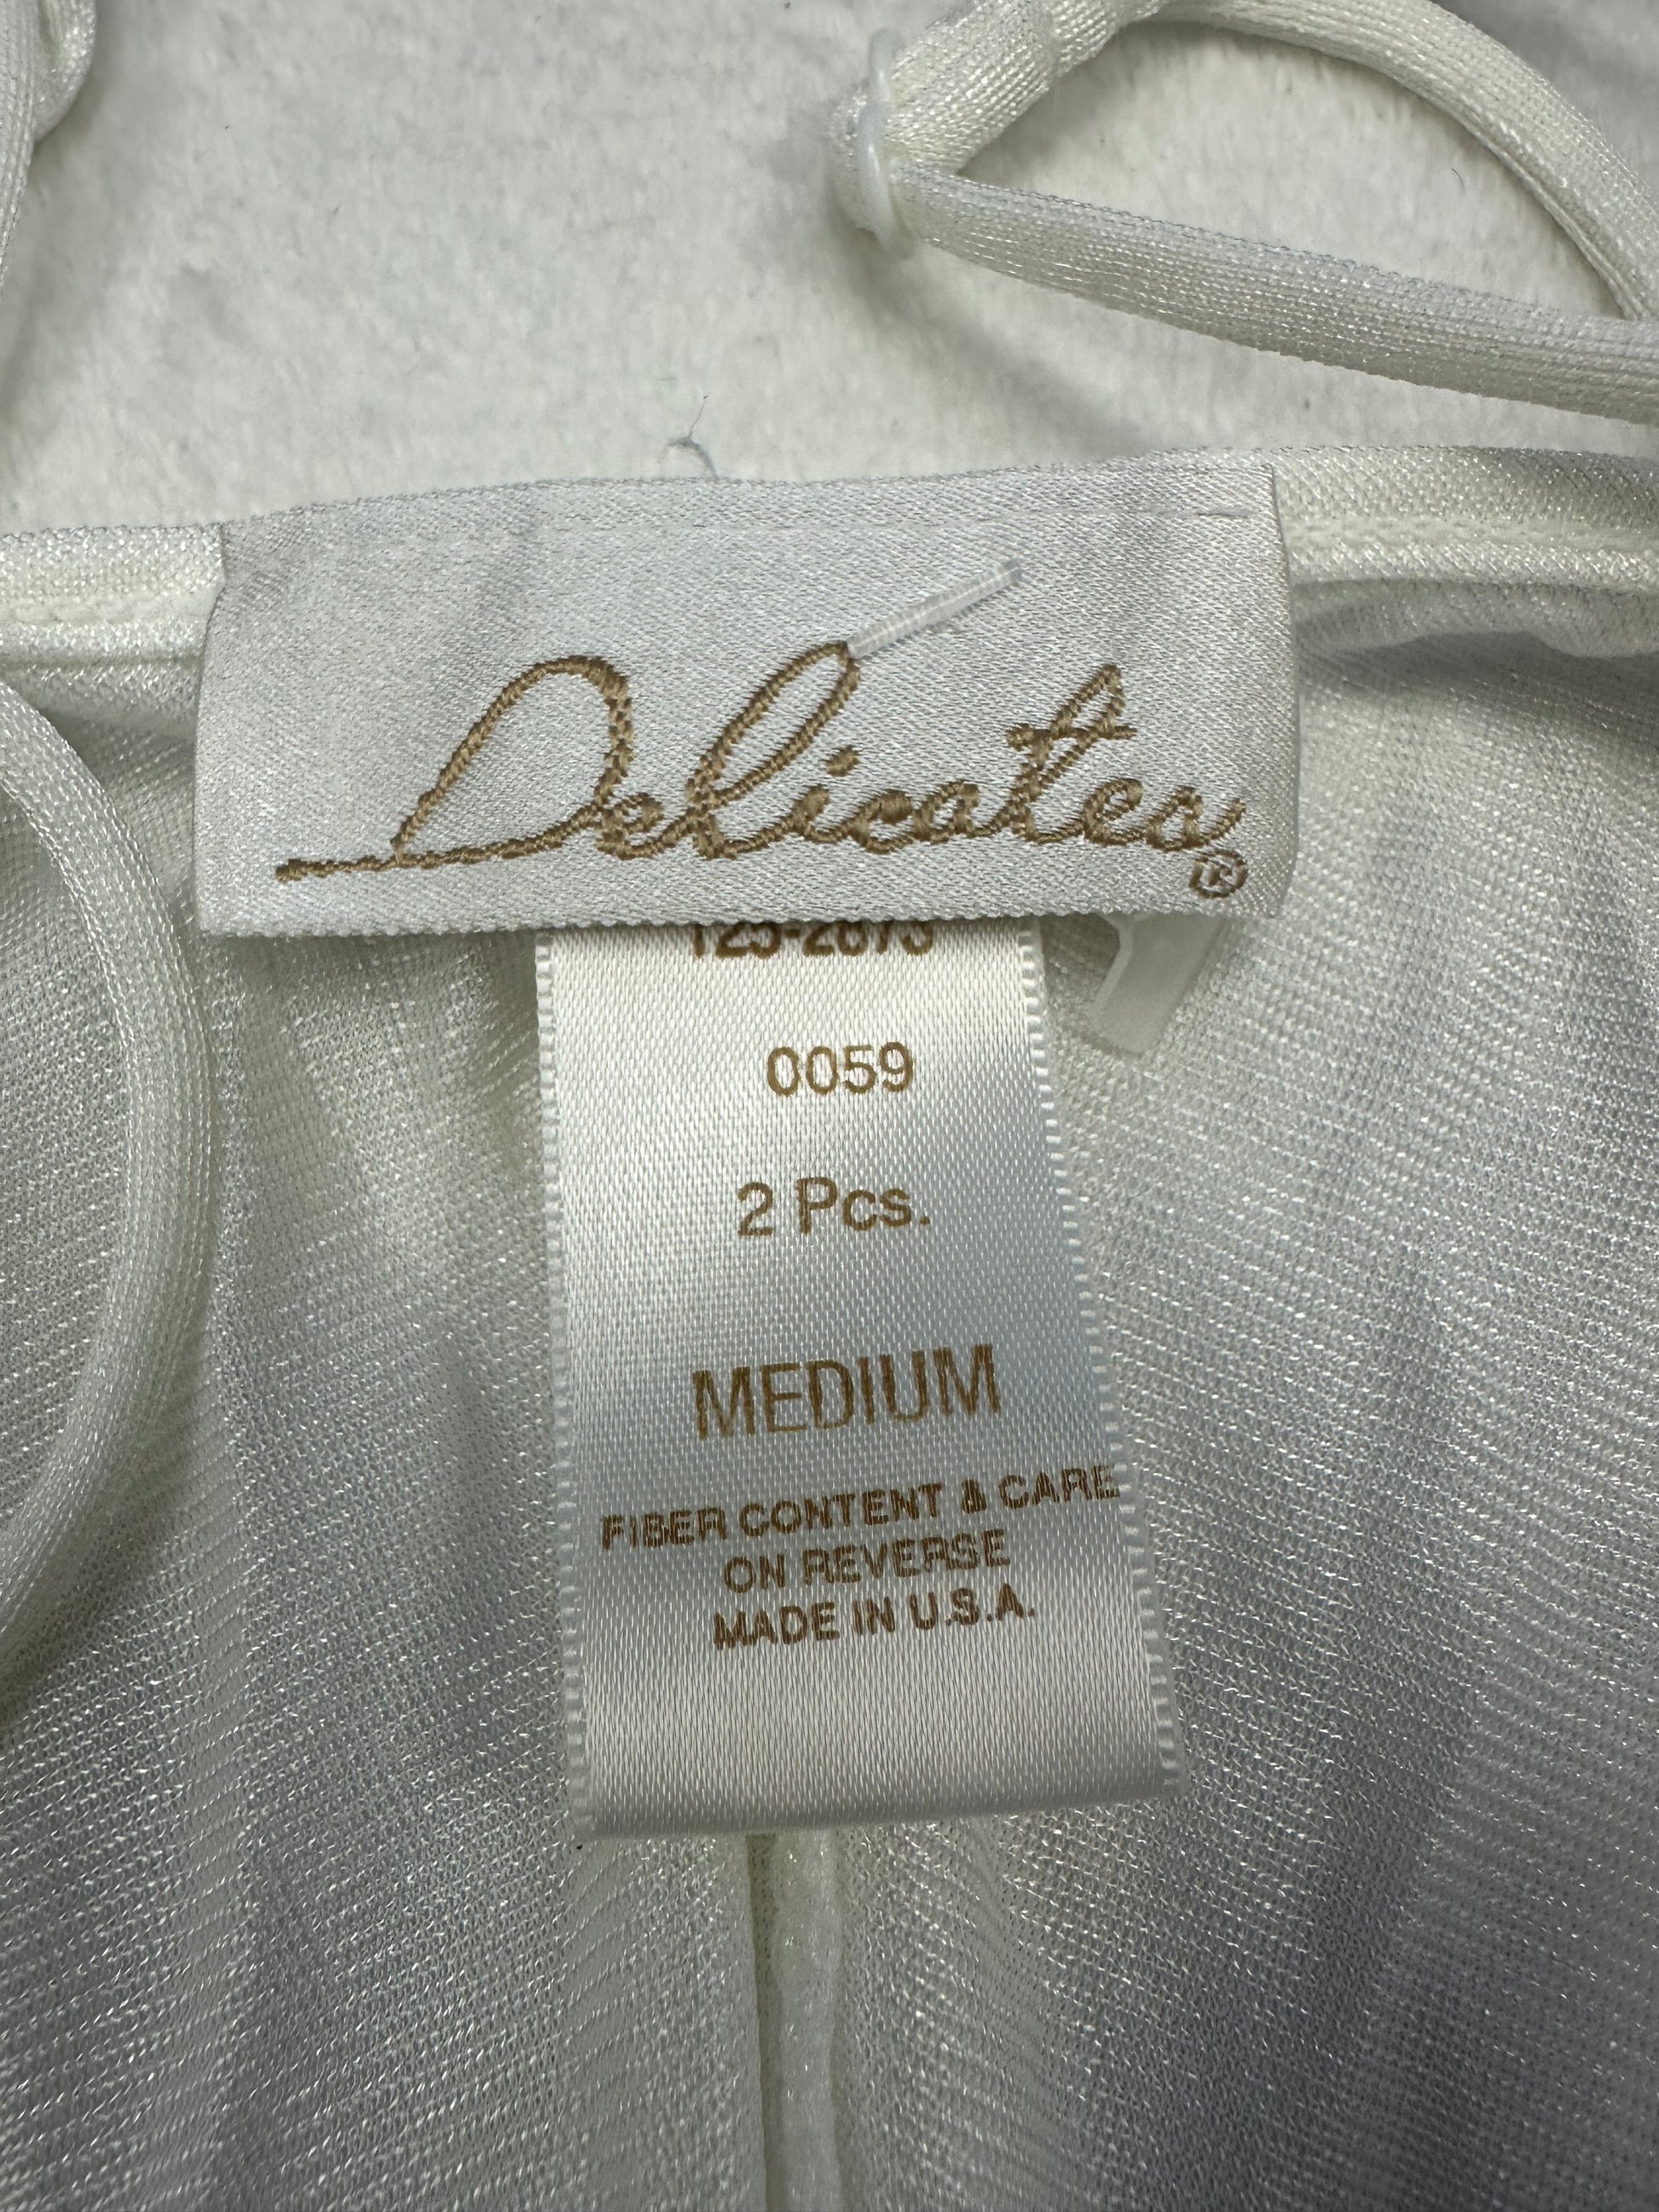 Delicates
®
0059
2 Pcs.
MEDIUM
FIBER CONTENT & CARE
ON REVERSE
MADE IN U.S.A.